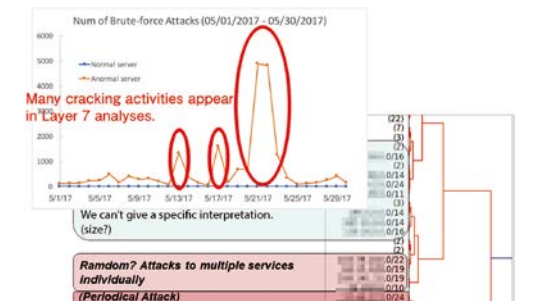 Num of Brute-force Attacks (05/01/2017 - 05/30/2017)
6000
5000
4000
3000
2000
1000
0
Normal server
Anormal server
Many cracking activities appear
in Layer 7 analyses.
5/1/17 5/5/17 5/9/17 5/13/17 5/17/17 5/21/17 5/25/17 5/29/17
(22)
(7)
(3)
(2)
0/16
(2)
0/14
0/24
0/11
(3)
0/14
0/14
0/16
(2)
(2)
0/22
0/19
0/19
0/10
0/24
We can't give a specific interpretation.
(size?)
Ramdom? Attacks to multiple services
individually
(Periodical Attack)